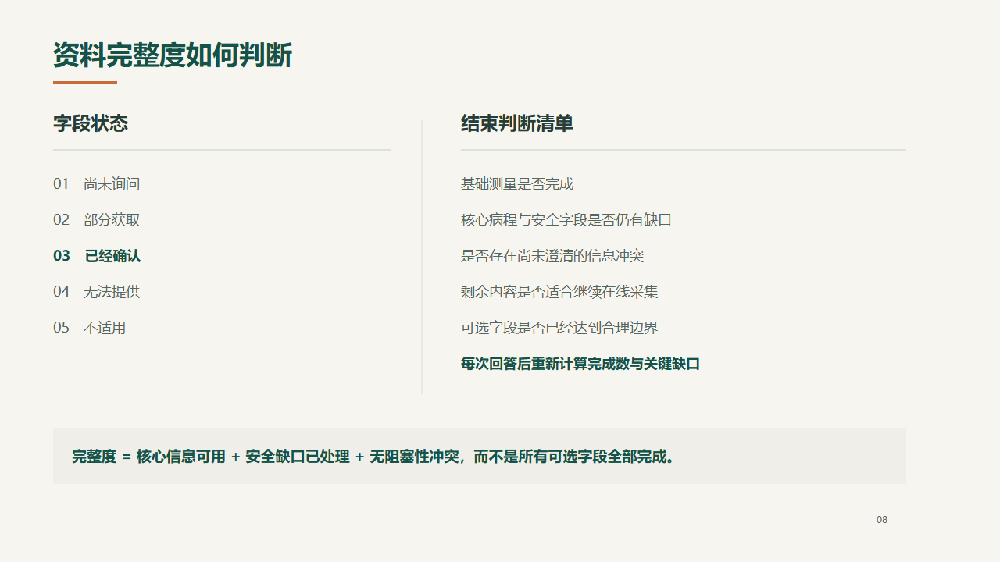 资料完整度如何判断
字段状态
01 尚未询问
02 部分获取
03 已经确认
04 无法提供
05 不适用
结束判断清单
基础测量是否完成
核心病程与安全字段是否仍有缺口
是否存在尚未澄清的信息冲突
剩余内容是否适合继续在线采集
可选字段是否已经达到合理边界
每次回答后重新计算完成数与关键缺口
完整度 = 核心信息可用 + 安全缺口已处理 + 无阻塞性冲突，而不是所有可选字段全部完成。
08